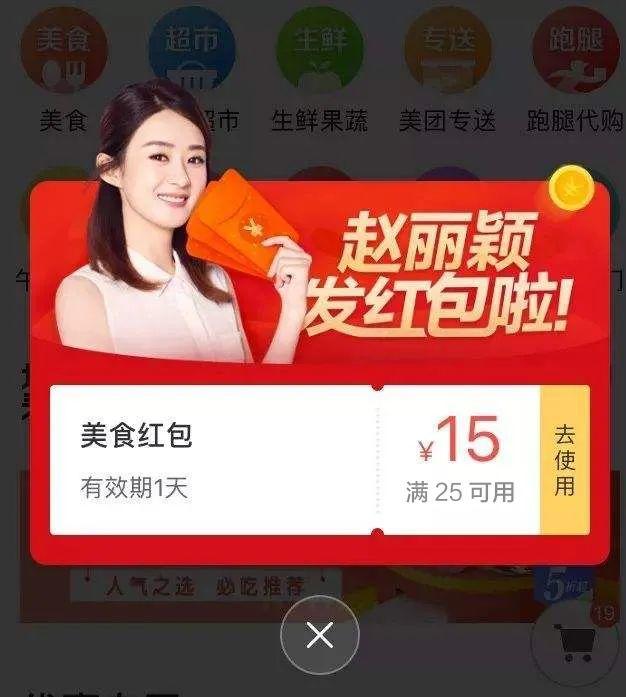 美食
超市
生鲜
专送
跑腿
美食
超市
生鲜果蔬
美团专送
跑腿代购
赵丽颖
发红包啦!
美食红包
有效期1天
¥15
满 25 可用
去使用
人气之选 必吃推荐
5折起
19